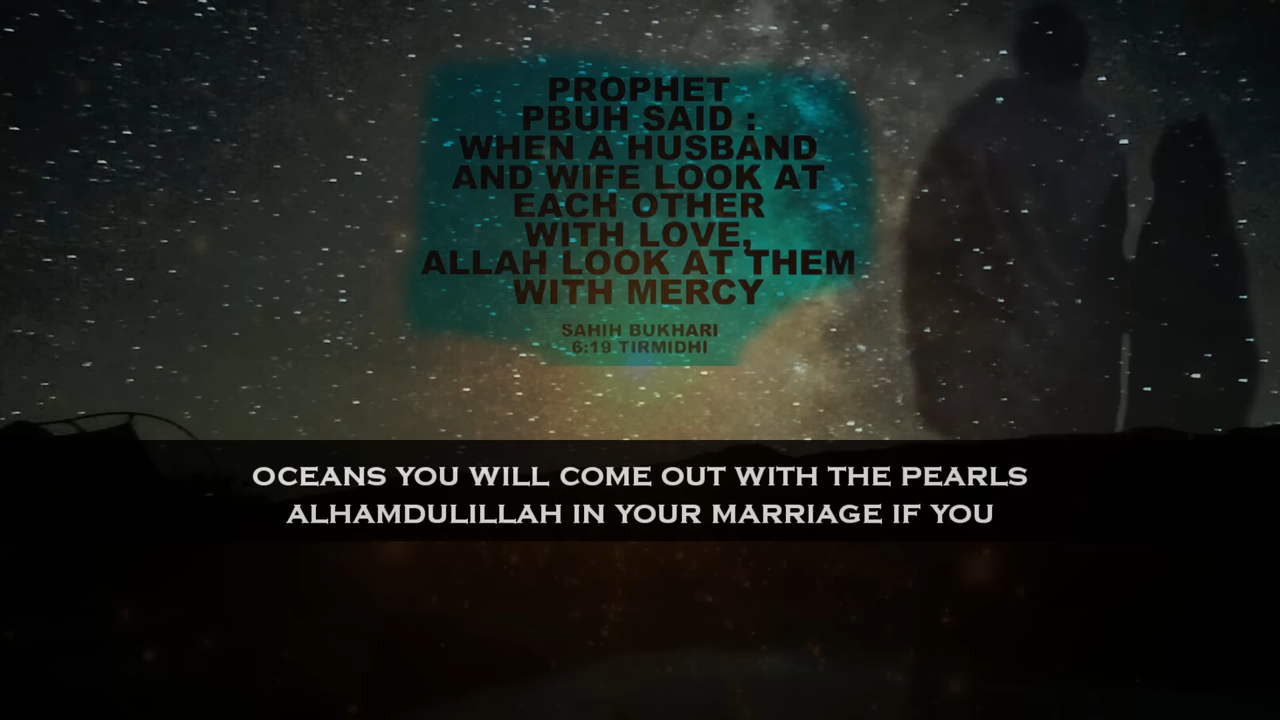 PROPHET
PBUH SAID :
WHEN A HUSBAND
AND WIFE LOOK AT
EACH OTHER
WITH LOVE,
ALLAH LOOK AT THEM
WITH MERCY
SAHIH BUKHARI
6:19 TIRMIDHI
OCEANS YOU WILL COME OUT WITH THE PEARLS
ALHAMDULILLAH IN YOUR MARRIAGE IF YOU